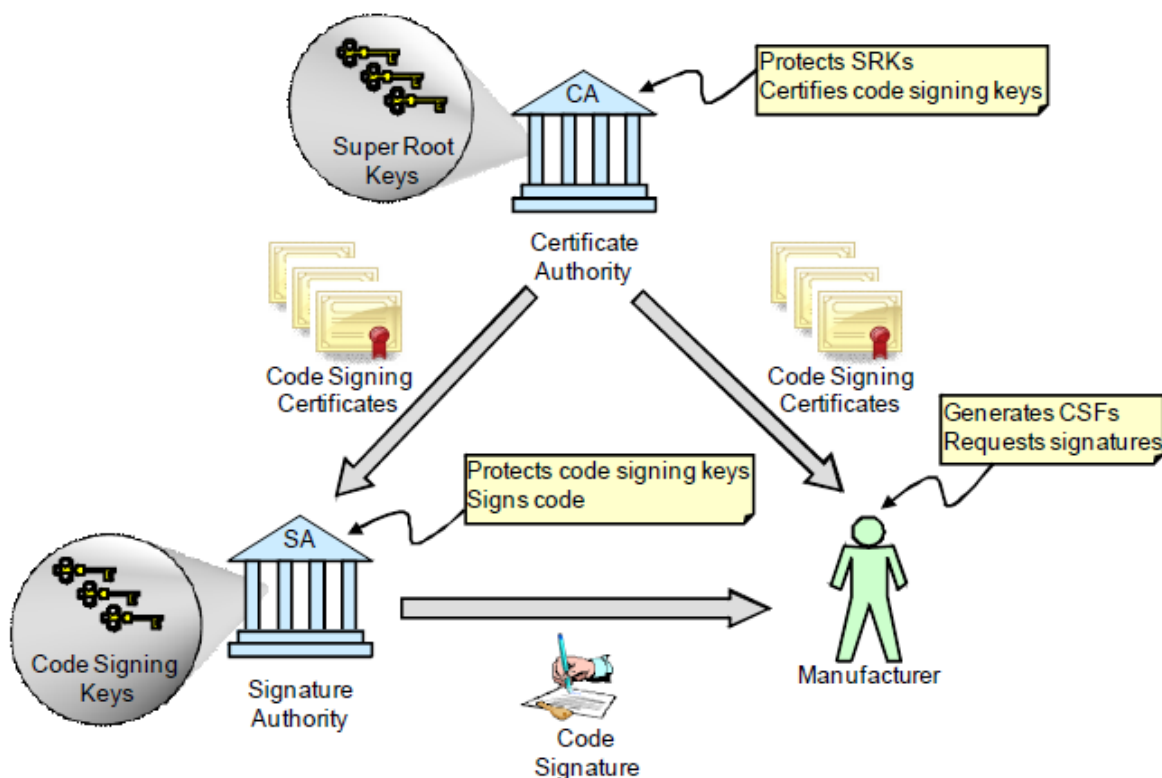 Protects SRKs
Certifies code signing keys
CA
Super Root
Keys
Certificate
Authority
Code Signing
Certificates
Code Signing
Certificates
Generates CSFs
Requests signatures
Protects code signing keys
Signs code
SA
Code Signing
Keys
Signature
Authority
Manufacturer
Code
Signature